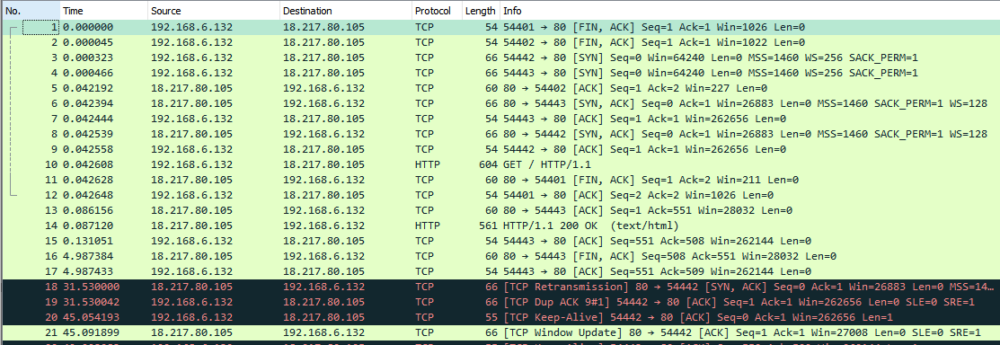 No. Time Source Destination Protocol Length Info
1 0.000000 192.168.6.132 18.217.80.105 TCP 54 54401 → 80 [FIN, ACK] Seq=1 Ack=1 Win=1026 Len=0
2 0.000045 192.168.6.132 18.217.80.105 TCP 54 54402 → 80 [FIN, ACK] Seq=1 Ack=1 Win=1022 Len=0
3 0.000323 192.168.6.132 18.217.80.105 TCP 66 54442 → 80 [SYN] Seq=0 Win=64240 Len=0 MSS=1460 WS=256 SACK_PERM=1
4 0.000466 192.168.6.132 18.217.80.105 TCP 66 54443 → 80 [SYN] Seq=0 Win=64240 Len=0 MSS=1460 WS=256 SACK_PERM=1
5 0.042192 18.217.80.105 192.168.6.132 TCP 60 80 → 54402 [ACK] Seq=1 Ack=2 Win=227 Len=0
6 0.042394 18.217.80.105 192.168.6.132 TCP 66 80 → 54443 [SYN, ACK] Seq=0 Ack=1 Win=26883 Len=0 MSS=1460 SACK_PERM=1 WS=128
7 0.042444 192.168.6.132 18.217.80.105 TCP 54 54443 → 80 [ACK] Seq=1 Ack=1 Win=262656 Len=0
8 0.042539 18.217.80.105 192.168.6.132 TCP 66 80 → 54442 [SYN, ACK] Seq=0 Ack=1 Win=26883 Len=0 MSS=1460 SACK_PERM=1 WS=128
9 0.042558 192.168.6.132 18.217.80.105 TCP 54 54442 → 80 [ACK] Seq=1 Ack=1 Win=262656 Len=0
10 0.042608 192.168.6.132 18.217.80.105 HTTP 604 GET / HTTP/1.1
11 0.042628 18.217.80.105 192.168.6.132 TCP 60 80 → 54401 [FIN, ACK] Seq=1 Ack=2 Win=211 Len=0
12 0.042648 192.168.6.132 18.217.80.105 TCP 54 54401 → 80 [ACK] Seq=2 Ack=2 Win=1026 Len=0
13 0.086156 18.217.80.105 192.168.6.132 TCP 60 80 → 54443 [ACK] Seq=1 Ack=551 Win=28032 Len=0
14 0.087120 18.217.80.105 192.168.6.132 HTTP 561 HTTP/1.1 200 OK (text/html)
15 0.131051 192.168.6.132 18.217.80.105 TCP 54 54443 → 80 [ACK] Seq=551 Ack=508 Win=262144 Len=0
16 4.987384 18.217.80.105 192.168.6.132 TCP 60 80 → 54443 [FIN, ACK] Seq=508 Ack=551 Win=28032 Len=0
17 4.987433 192.168.6.132 18.217.80.105 TCP 54 54443 → 80 [ACK] Seq=551 Ack=509 Win=262144 Len=0
18 31.530000 18.217.80.105 192.168.6.132 TCP 66 [TCP Retransmission] 80 → 54442 [SYN, ACK] Seq=0 Ack=1 Win=26883 Len=0 MSS=14…
19 31.530042 192.168.6.132 18.217.80.105 TCP 66 [TCP Dup ACK 9#1] 54442 → 80 [ACK] Seq=1 Ack=1 Win=262656 Len=0 SLE=0 SRE=1
20 45.054193 192.168.6.132 18.217.80.105 TCP 55 [TCP Keep-Alive] 54442 → 80 [ACK] Seq=0 Ack=1 Win=262656 Len=1
21 45.091899 18.217.80.105 192.168.6.132 TCP 66 [TCP Window Update] 80 → 54442 [ACK] Seq=1 Ack=1 Win=27008 Len=0 SLE=0 SRE=1